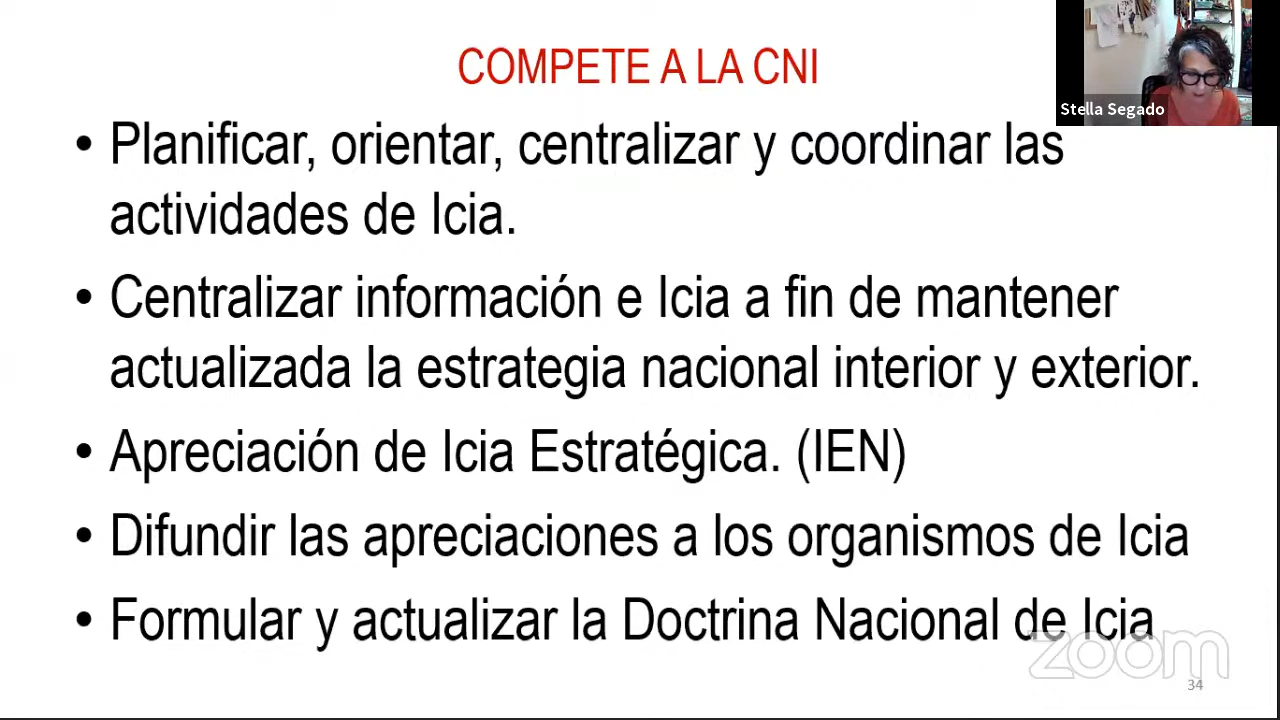 COMPETE A LA CNI
Stella Segado
• Planificar, orientar, centralizar y coordinar las
actividades de Icia.
• Centralizar información e Icia a fin de mantener
actualizada la estrategia nacional interior y exterior.
• Apreciación de Icia Estratégica. (IEN)
• Difundir las apreciaciones a los organismos de Icia
• Formular y actualizar la Doctrina Nacional de Icia
zoom
34